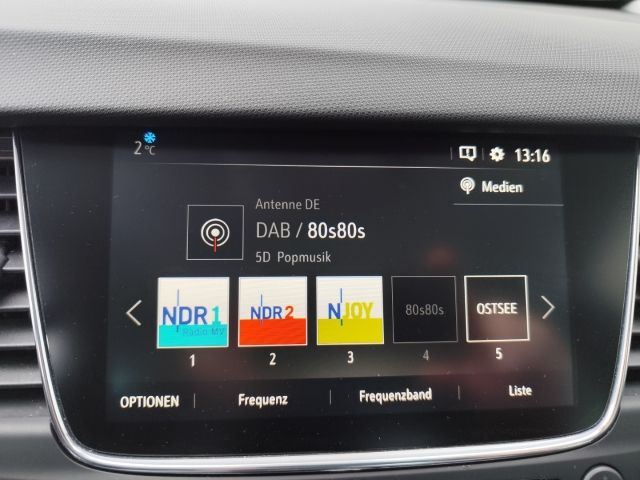 2 °C
13:16
Medien
Antenne DE
DAB / 80s80s
5D Popmusik
NDR 1 Radio MV
NDR 2
N JOY
80s80s
OSTSEE
1 2 3 4 5
OPTIONEN Frequenz Frequenzband Liste